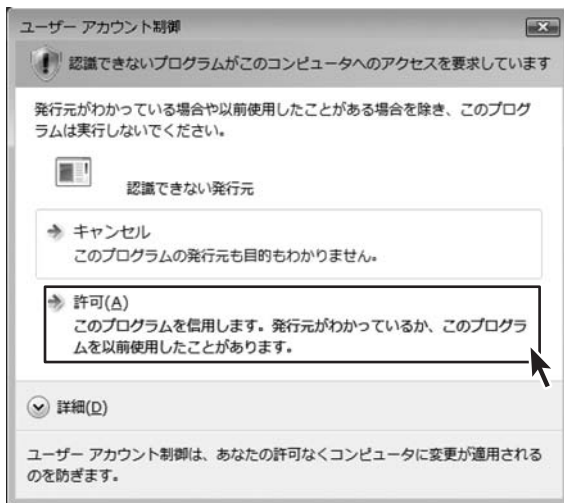 ユーザー アカウント制御
認識できないプログラムがこのコンピュータへのアクセスを要求しています
発行元がわかっている場合や以前使用したことがある場合を除き、このプログ
ラムは実行しないでください。
認識できない発行元
キャンセル
このプログラムの発行元も目的もわかりません。
許可(A)
このプログラムを信用します。発行元がわかっているか、このプログラ
ムを以前使用したことがあります。
詳細(D)
ユーザー アカウント制御は、あなたの許可なくコンピュータに変更が適用される
のを防ぎます。